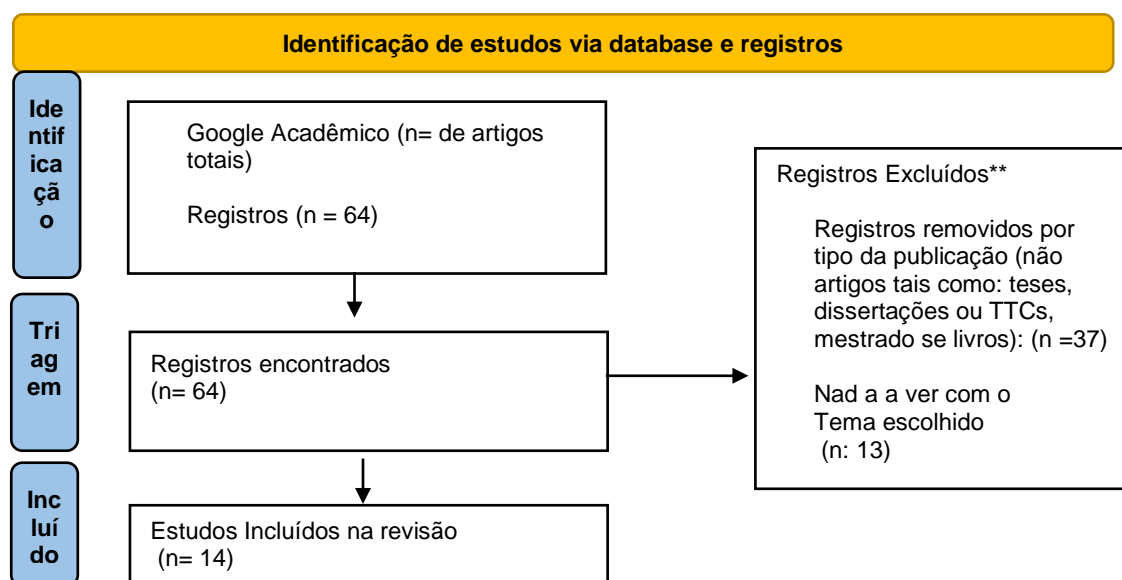 Identificação de estudos via database e registros
Ide
ntif
ica
çã
o
Google Acadêmico (n= de artigos
totais)
Registros (n = 64)
Registros Excluídos**
Registros removidos por
tipo da publicação (não
artigos tais como: teses,
dissertações ou TTCs,
mestrado se livros): (n =37)
Nad a a ver com o
Tema escolhido
(n: 13)
Tri
ag
em
Registros encontrados
(n= 64)
Inc
luí
do
Estudos Incluídos na revisão
(n= 14)